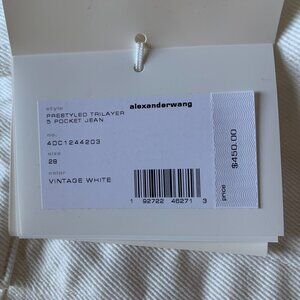 style
alexanderwang
PRESTYLED TRILAYER
5 POCKET JEAN
no.
4DC1244203
size
28
color
VINTAGE WHITE
1 92722 46271 3
price
$450.00